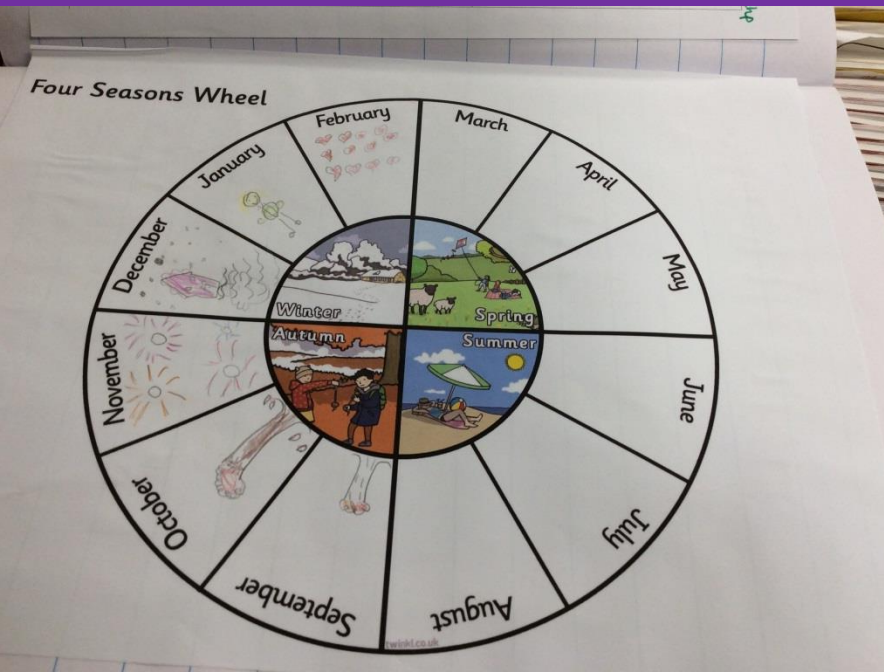 Four Seasons Wheel
January
February
March
April
May
June
July
August
September
October
November
December
Winter
Spring
Autumn
Summer
twinkl.co.uk